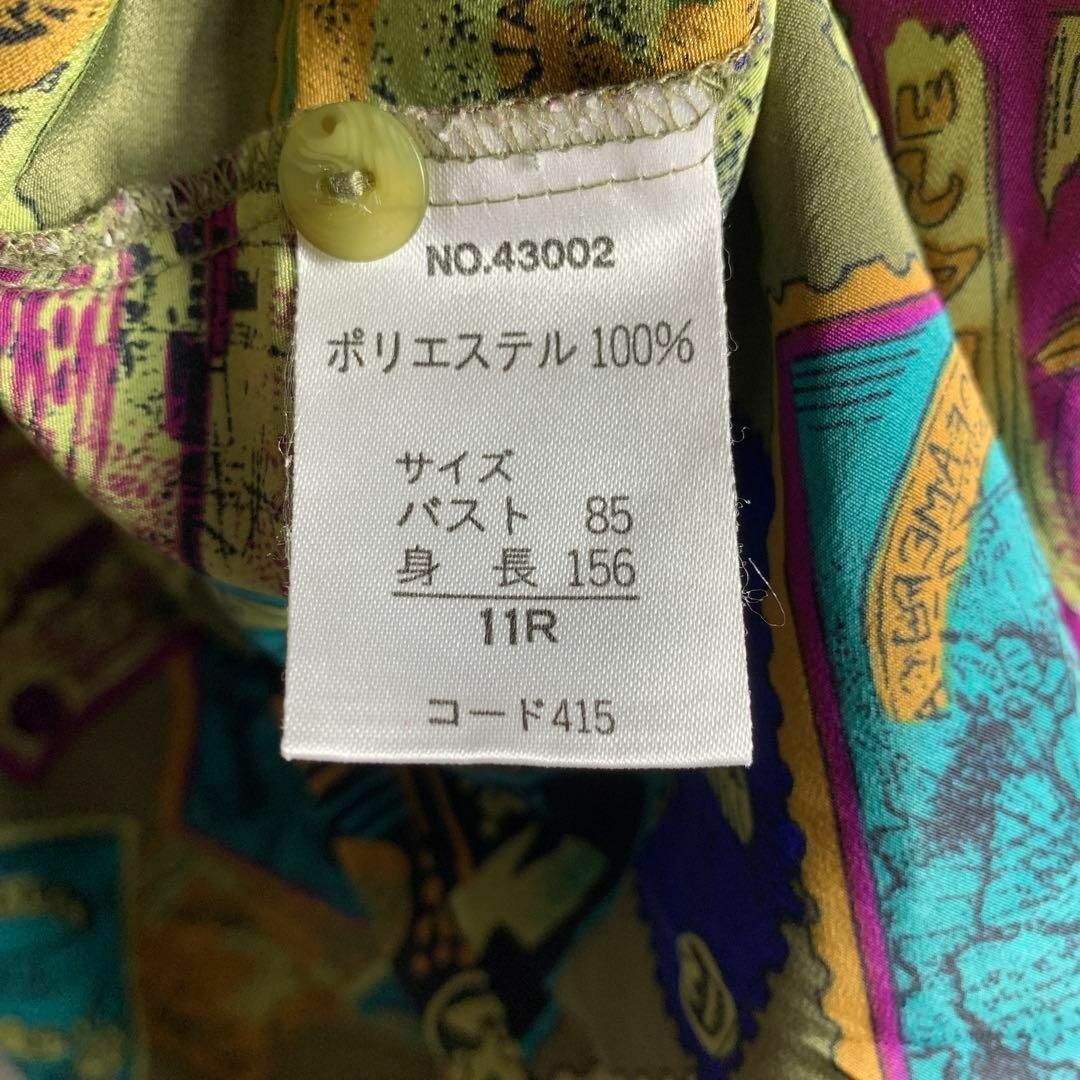 NO.43002
ポリエステル 100%
サイズ
バスト 85
身 長 156
11R
コード415